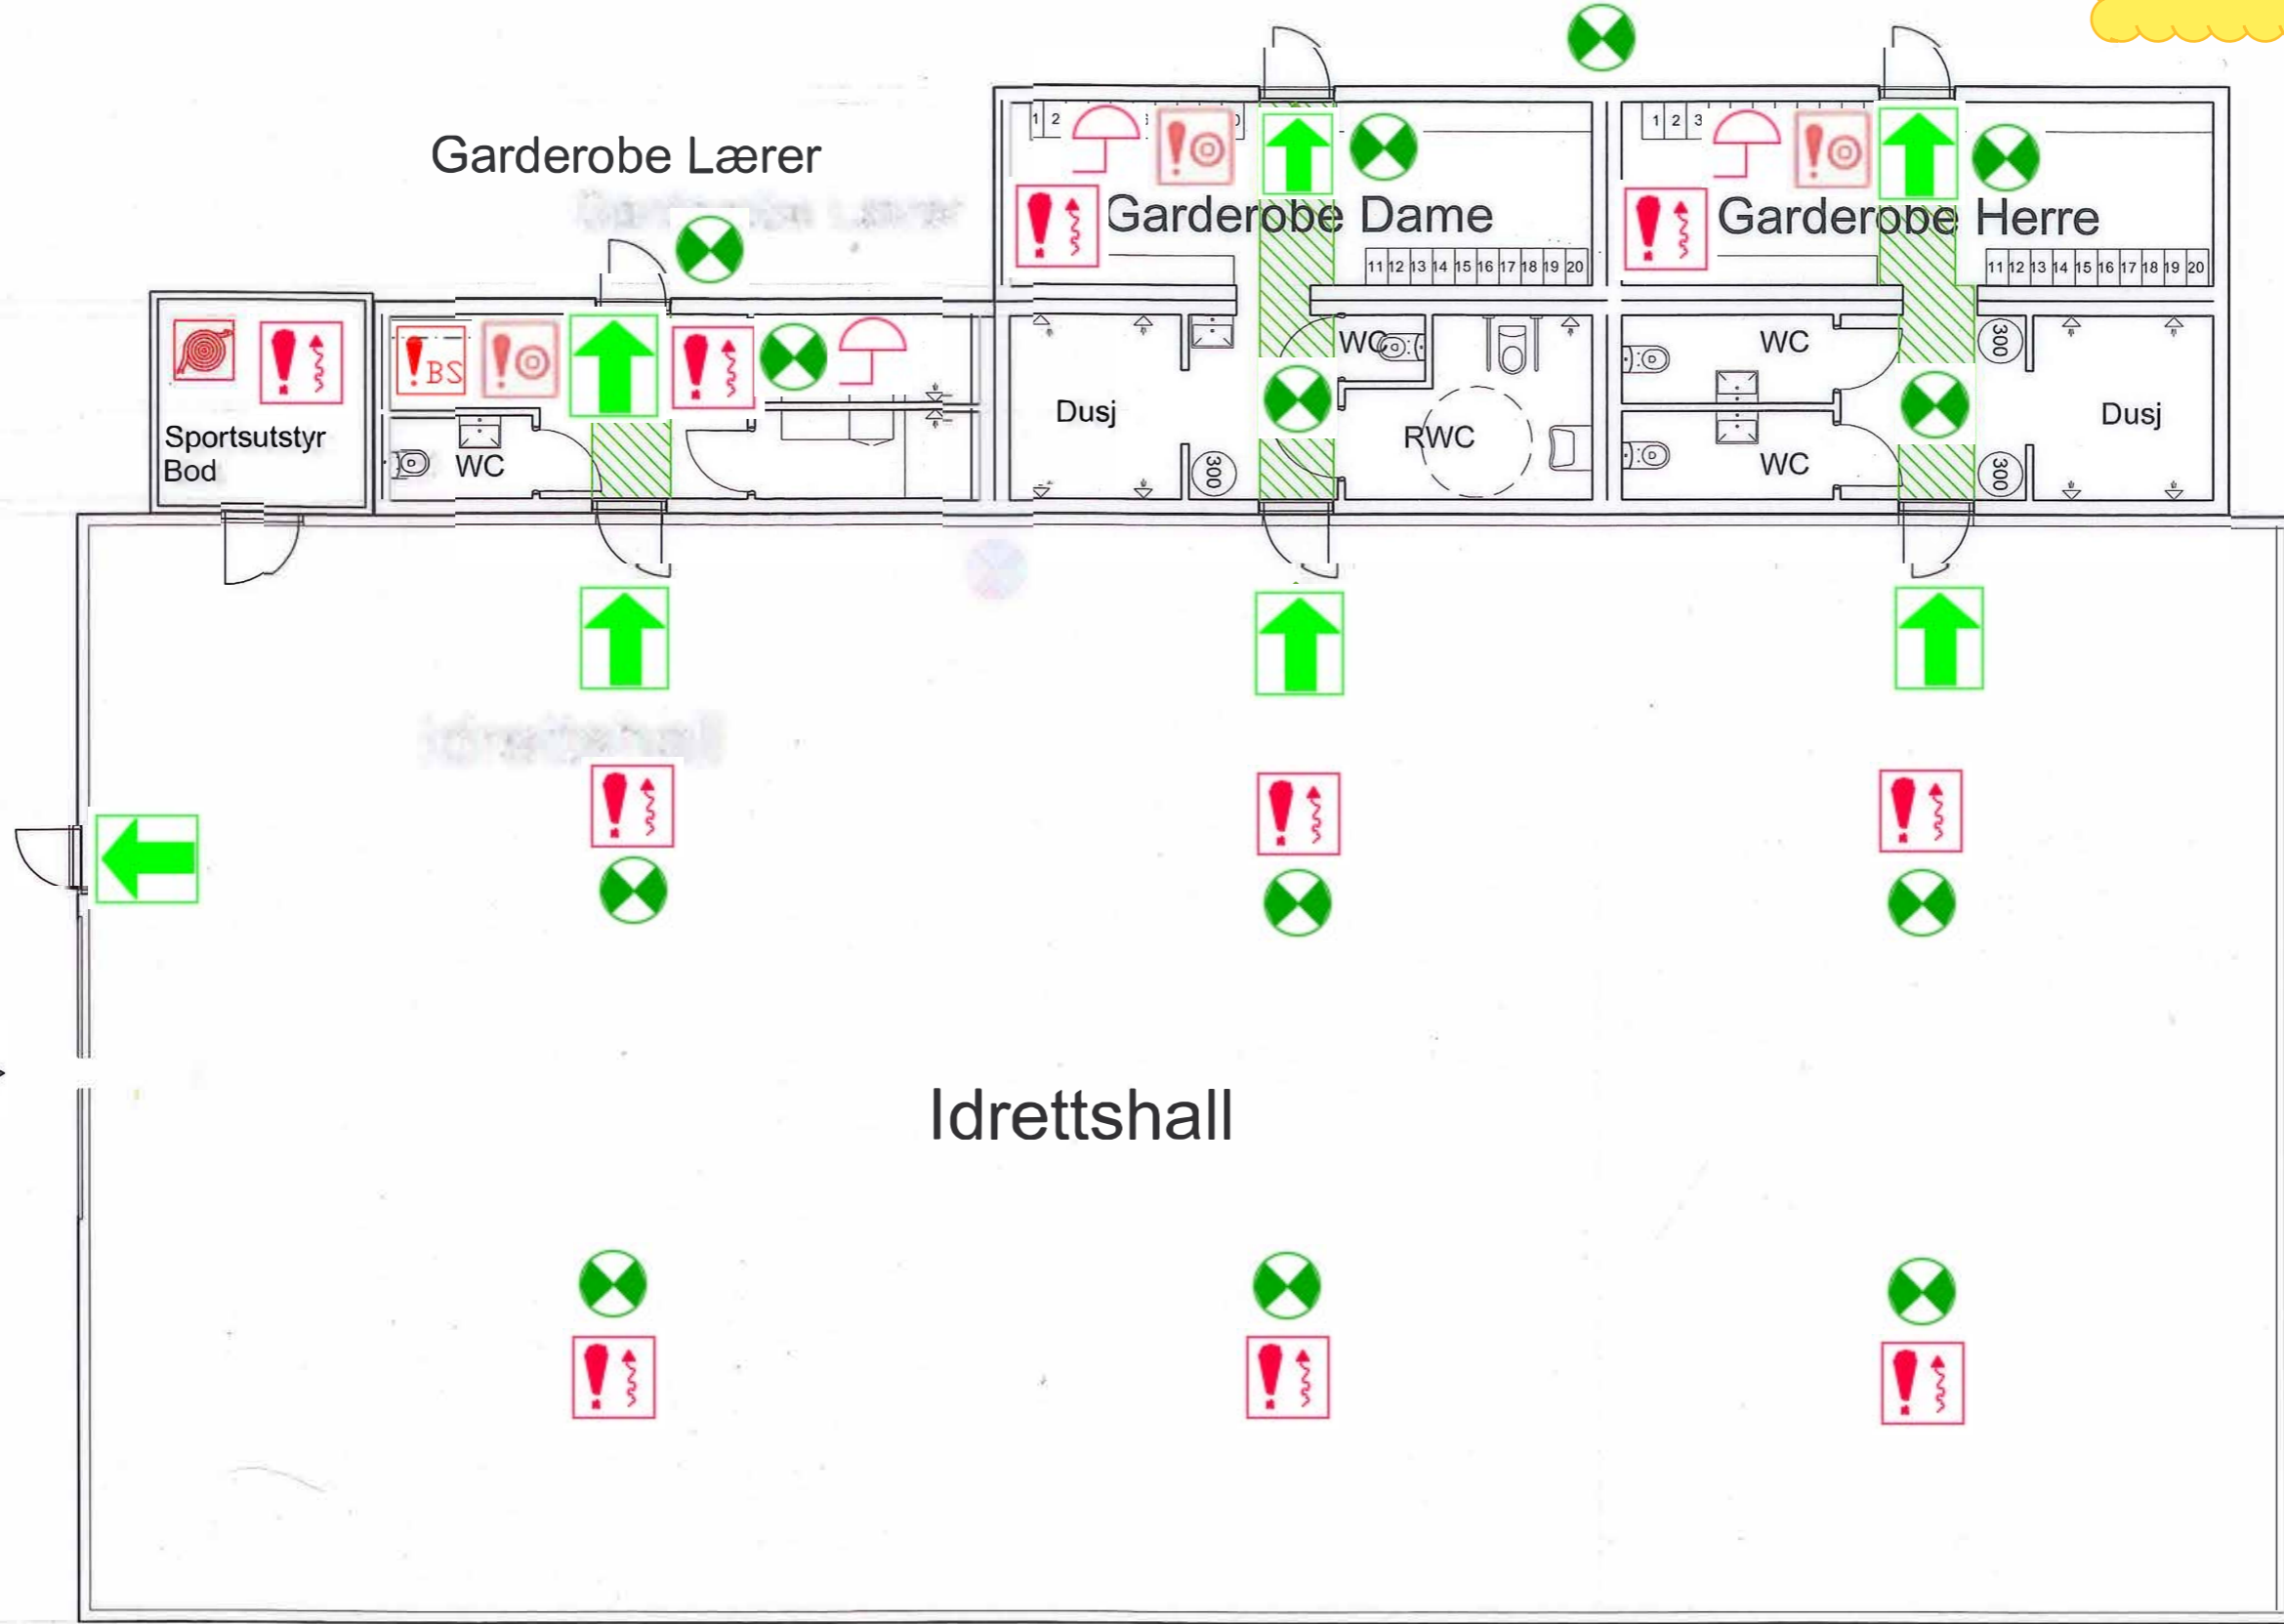 Garderobe Lærer
1 2
Garderobe Dame
11 12 13 14 15 16 17 18 19 20
1 2 3
Garderobe Herre
11 12 13 14 15 16 17 18 19 20
BS
Sportsutstyr
Bod
WC
Dusj
300
WC
RWC
WC
WC
300
300
Dusj
Idrettshall